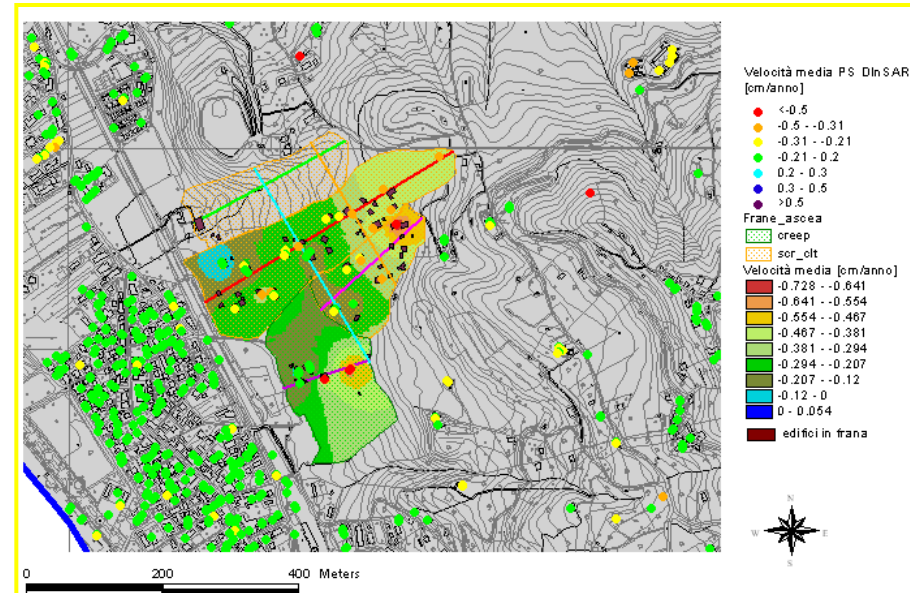 Velocità media PS DInSAR
[cm/anno]
<-0.5
-0.5 - -0.31
-0.31 - -0.21
-0.21 - 0.2
0.2 - 0.3
0.3 - 0.5
>0.5
Frane_ascea
creep
scr_clt
Velocità media [cm/anno]
-0.728 - -0.641
-0.641 - -0.554
-0.554 - -0.467
-0.467 - -0.381
-0.381 - -0.294
-0.294 - -0.207
-0.207 - -0.12
-0.12 - 0
0 - 0.054
edifici in frana
N
W E
S
0 200 400 Meters